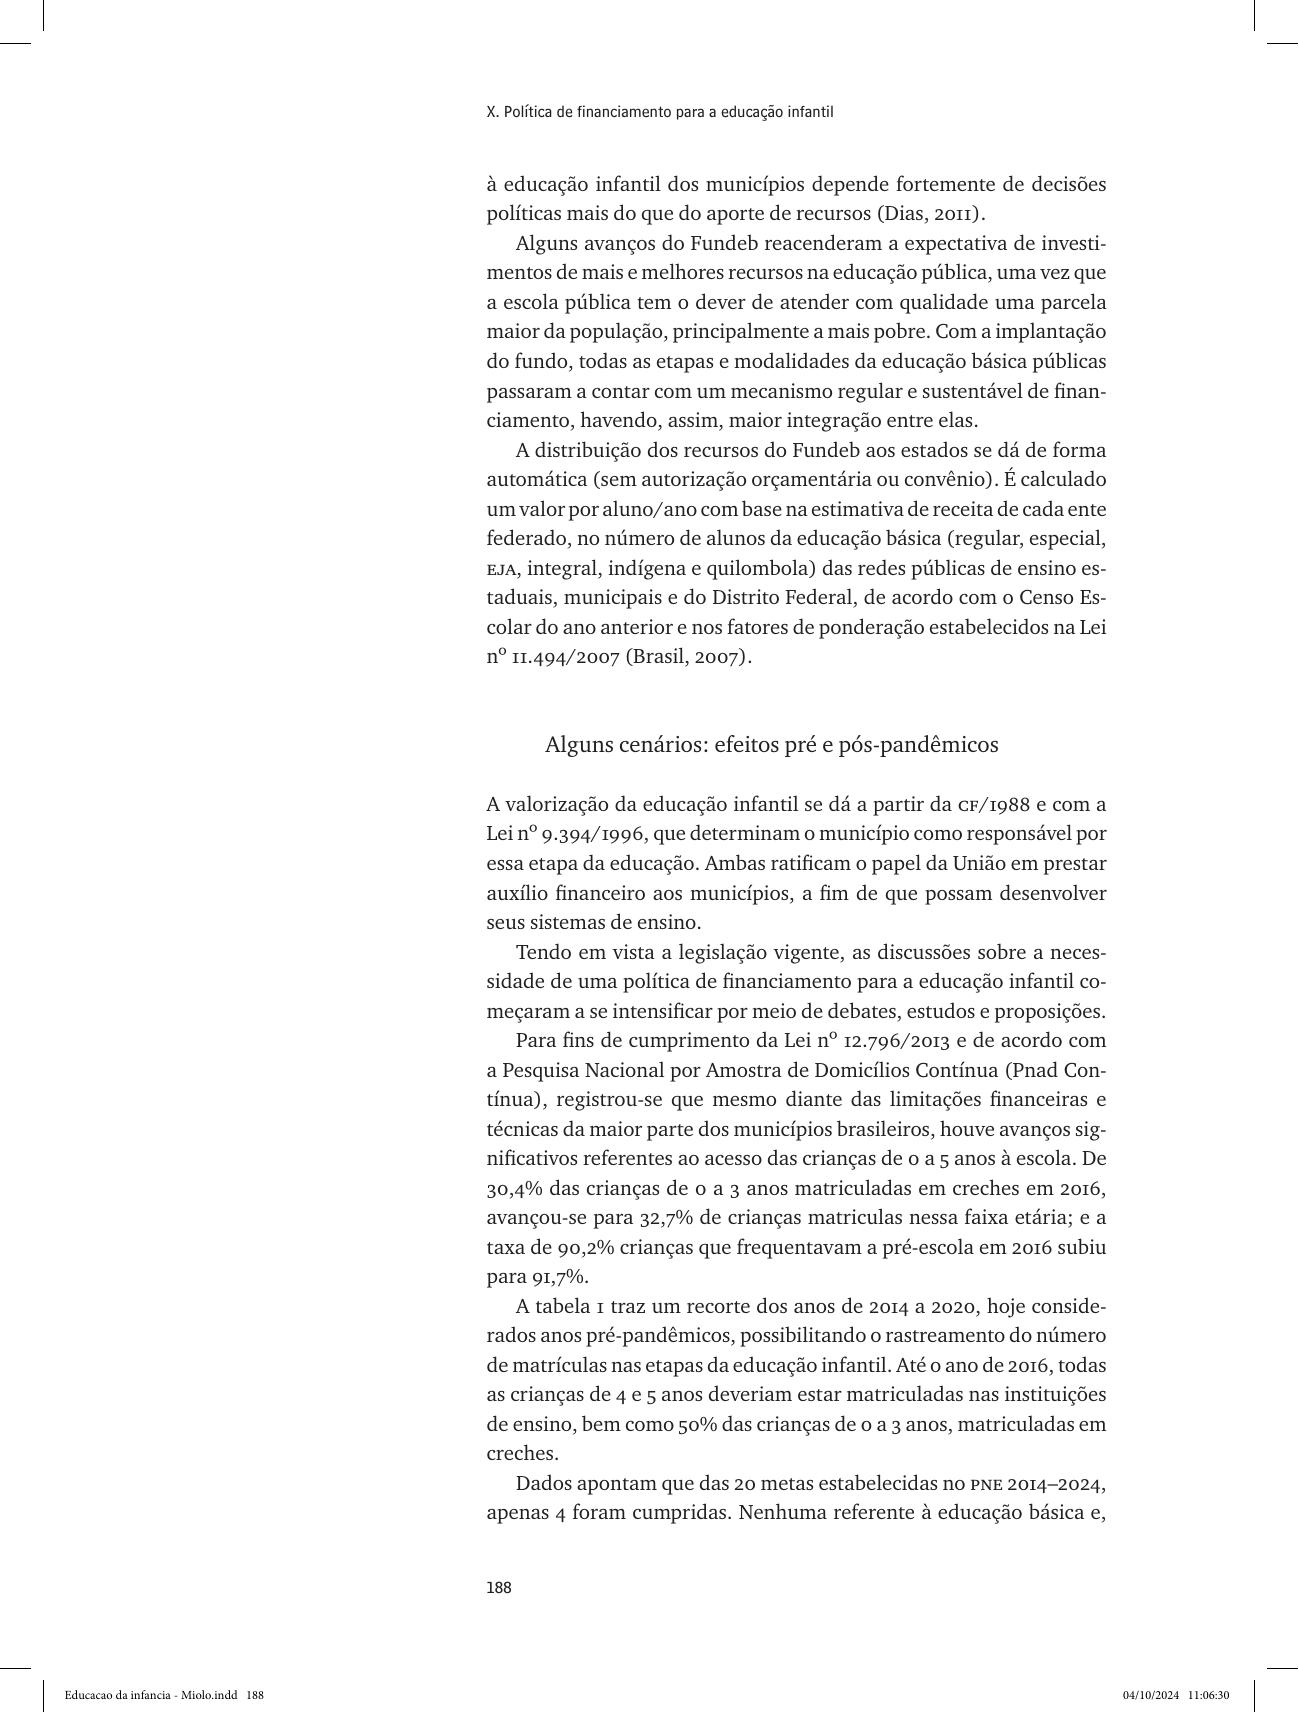 X. Política de financiamento para a educação infantil
à educação infantil dos municípios depende fortemente de decisões
políticas mais do que do aporte de recursos (Dias, 2011).
Alguns avanços do Fundeb reacenderam a expectativa de investi-
mentos de mais e melhores recursos na educação pública, uma vez que
a escola pública tem o dever de atender com qualidade uma parcela
maior da população, principalmente a mais pobre. Com a implantação
do fundo, todas as etapas e modalidades da educação básica públicas
passaram a contar com um mecanismo regular e sustentável de finan-
ciamento, havendo, assim, maior integração entre elas.
A distribuição dos recursos do Fundeb aos estados se dá de forma
automática (sem autorização orçamentária ou convênio). É calculado
um valor por aluno/ano com base na estimativa de receita de cada ente
federado, no número de alunos da educação básica (regular, especial,
EJA, integral, indígena e quilombola) das redes públicas de ensino es-
taduais, municipais e do Distrito Federal, de acordo com o Censo Es-
colar do ano anterior e nos fatores de ponderação estabelecidos na Lei
nº 11.494/2007 (Brasil, 2007).
Alguns cenários: efeitos pré e pós-pandêmicos
A valorização da educação infantil se dá a partir da CF/1988 e com a
Lei nº 9.394/1996, que determinam o município como responsável por
essa etapa da educação. Ambas ratificam o papel da União em prestar
auxílio financeiro aos municípios, a fim de que possam desenvolver
seus sistemas de ensino.
Tendo em vista a legislação vigente, as discussões sobre a neces-
sidade de uma política de financiamento para a educação infantil co-
meçaram a se intensificar por meio de debates, estudos e proposições.
Para fins de cumprimento da Lei nº 12.796/2013 e de acordo com
a Pesquisa Nacional por Amostra de Domicílios Contínua (Pnad Con-
tínua), registrou-se que mesmo diante das limitações financeiras e
técnicas da maior parte dos municípios brasileiros, houve avanços sig-
nificativos referentes ao acesso das crianças de 0 a 5 anos à escola. De
30,4% das crianças de 0 a 3 anos matriculadas em creches em 2016,
avançou-se para 32,7% de crianças matriculas nessa faixa etária; e a
taxa de 90,2% crianças que frequentavam a pré-escola em 2016 subiu
para 91,7%.
A tabela 1 traz um recorte dos anos de 2014 a 2020, hoje conside-
rados anos pré-pandêmicos, possibilitando o rastreamento do número
de matrículas nas etapas da educação infantil. Até o ano de 2016, todas
as crianças de 4 e 5 anos deveriam estar matriculadas nas instituições
de ensino, bem como 50% das crianças de 0 a 3 anos, matriculadas em
creches.
Dados apontam que das 20 metas estabelecidas no PNE 2014–2024,
apenas 4 foram cumpridas. Nenhuma referente à educação básica e,
188
Educacao da infancia - Miolo.indd 188
04/10/2024 11:06:30